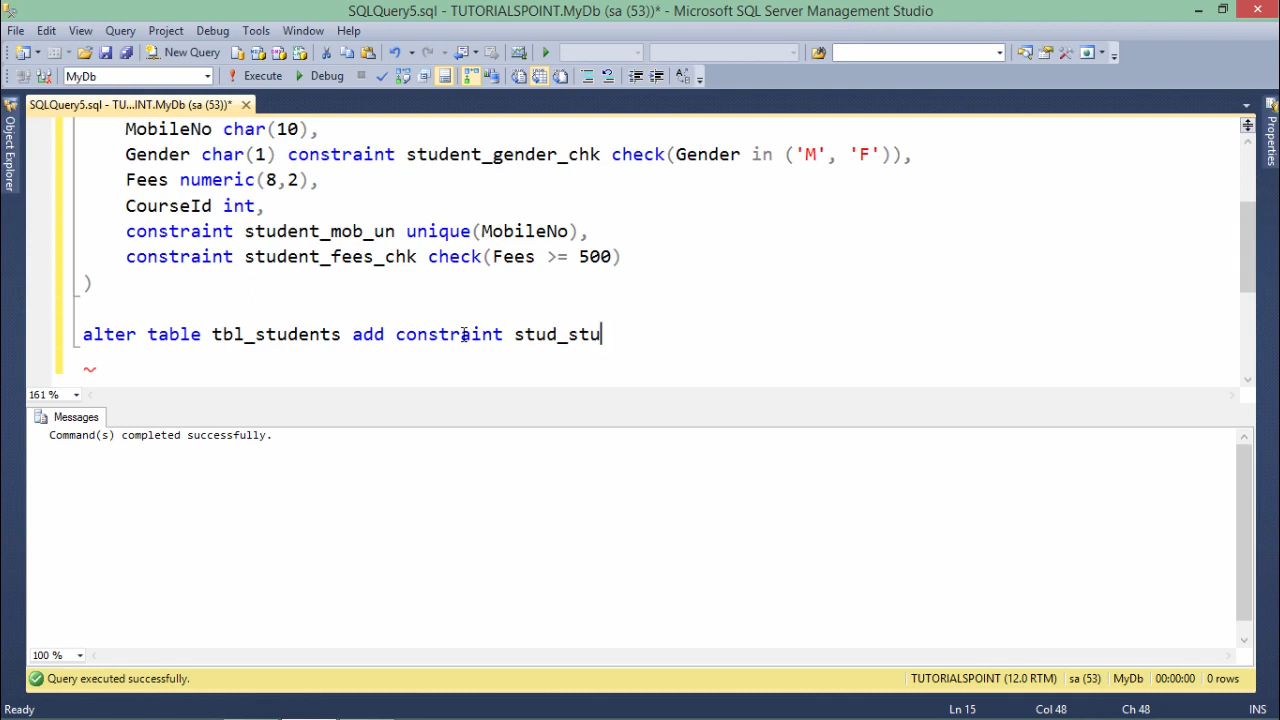 SQLQuery5.sql - TUTORIALSPOINT.MyDb (sa (53))* - Microsoft SQL Server Management Studio
File Edit View Query Project Debug Tools Window Help
New Query
MyDb Execute Debug
SQLQuery5.sql - TU...INT.MyDb (sa (53))*
Object Explorer
Properties
MobileNo char(10),
Gender char(1) constraint student_gender_chk check(Gender in ('M', 'F')),
Fees numeric(8,2),
CourseId int,
constraint student_mob_un unique(MobileNo),
constraint student_fees_chk check(Fees >= 500)
)
alter table tbl_students add constraint stud_stu
161 %
Messages
Command(s) completed successfully.
100 %
Query executed successfully. TUTORIALSPOINT (12.0 RTM) sa (53) MyDb 00:00:00 0 rows
Ready Ln 15 Col 48 Ch 48 INS